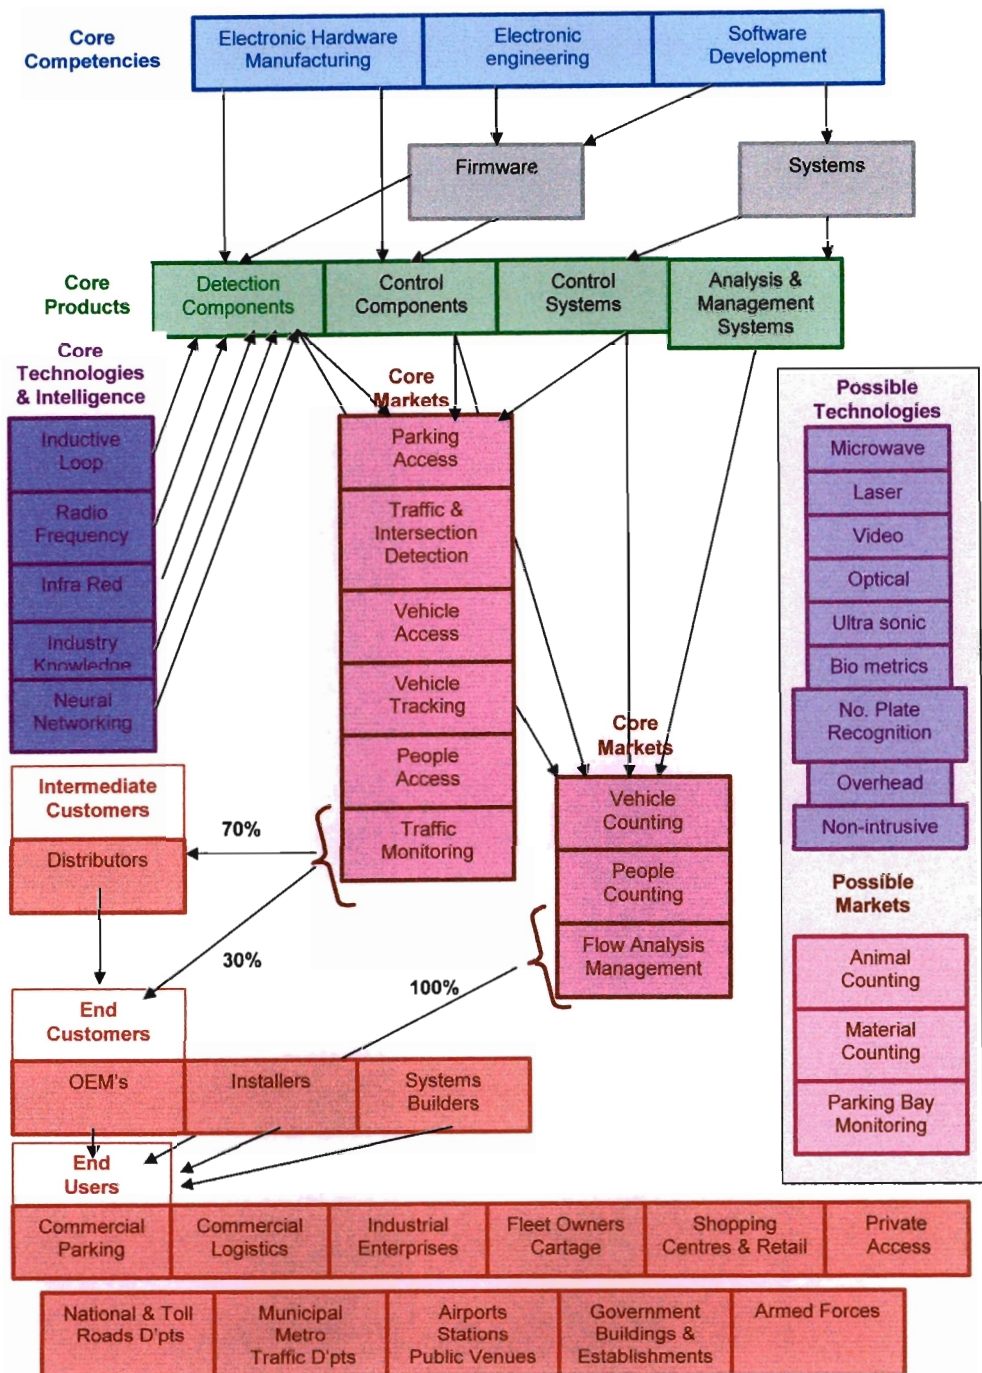 Core
Competencies
Electronic Hardware
Manufacturing
Electronic
engineering
Software
Development
Firmware
Systems
Core
Products
Detection
Components
Control
Components
Control
Systems
Analysis &
Management
Systems
Core
Technologies
& Intelligence
Inductive
Loop
Radio
Frequency
Infra Red
Industry
Knowledge
Neural
Networking
Core
Markets
Parking
Access
Traffic &
Intersection
Detection
Vehicle
Access
Vehicle
Tracking
People
Access
Traffic
Monitoring
Core
Markets
Vehicle
Counting
People
Counting
Flow Analysis
Management
Possible
Technologies
Microwave
Laser
Video
Optical
Ultra sonic
Bio metrics
No. Plate
Recognition
Overhead
Non-intrusive
Possible
Markets
Animal
Counting
Material
Counting
Parking Bay
Monitoring
Intermediate
Customers
Distributors
70%
30%
100%
End
Customers
OEM's
Installers
Systems
Builders
End
Users
Commercial
Parking
Commercial
Logistics
Industrial
Enterprises
Fleet Owners
Cartage
Shopping
Centres & Retail
Private
Access
National & Toll
Roads D'pts
Municipal
Metro
Traffic D'pts
Airports
Stations
Public Venues
Government
Buildings &
Establishments
Armed Forces